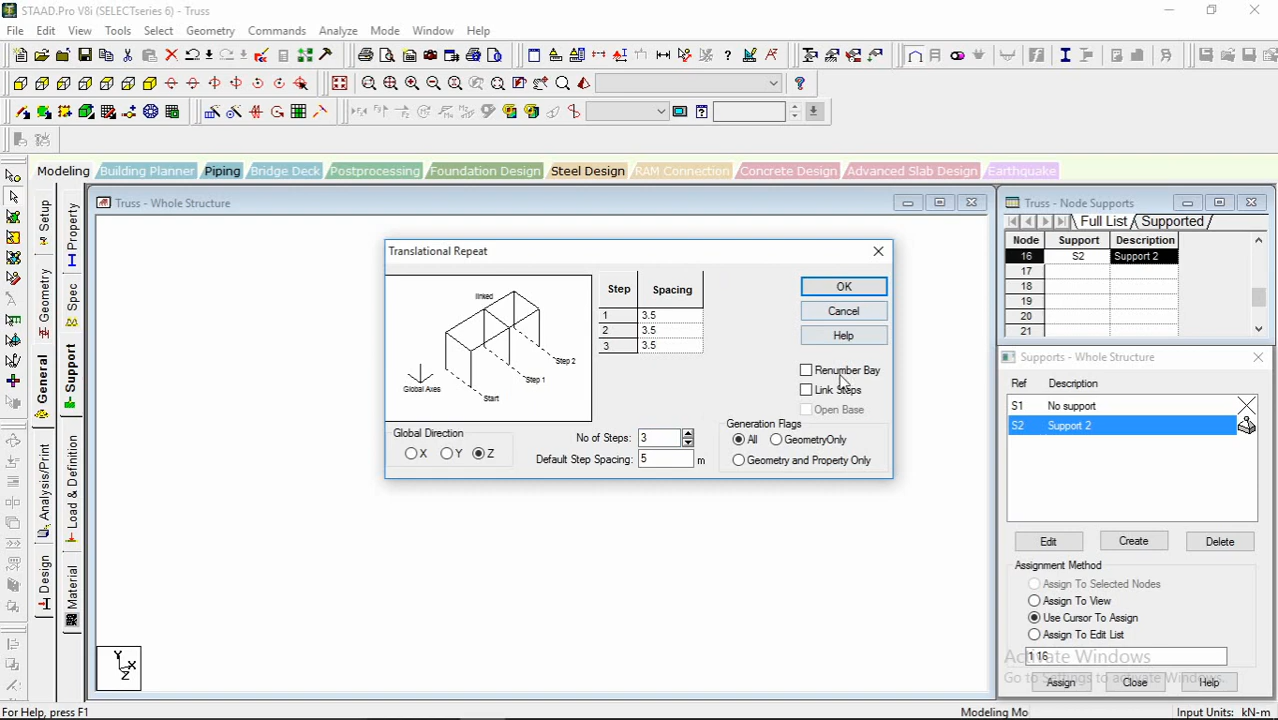 STAAD.Pro V8i (SELECTseries 6) - Truss
File Edit View Tools Select Geometry Commands Analyze Mode Window Help
Modeling Building Planner Piping Bridge Deck Postprocessing Foundation Design Steel Design RAM Connection Concrete Design Advanced Slab Design Earthquake
Setup
Geometry
General
Analysis/Print
Design
Property
Spec
Support
Load & Definition
Material
Truss - Whole Structure
Translational Repeat
linked
Step 2
Step 1
Start
Global Axes
Step Spacing
1 3.5
2 3.5
3 3.5
OK
Cancel
Help
Renumber Bay
Link Steps
Open Base
Generation Flags
All GeometryOnly
Geometry and Property Only
Global Direction
X Y Z
No of Steps: 3
Default Step Spacing: 5 m
Y
X
Z
Truss - Node Supports
Full List Supported
Node Support Description
16 S2 Support 2
17
18
19
20
21
Supports - Whole Structure
Ref Description
S1 No support
S2 Support 2
Edit Create Delete
Assignment Method
Assign To Selected Nodes
Assign To View
Use Cursor To Assign
Assign To Edit List
1 16
Activate Windows
Go to Settings to activate Windows.
Assign Close Help
For Help, press F1
Modeling Mo
Input Units: kN-m